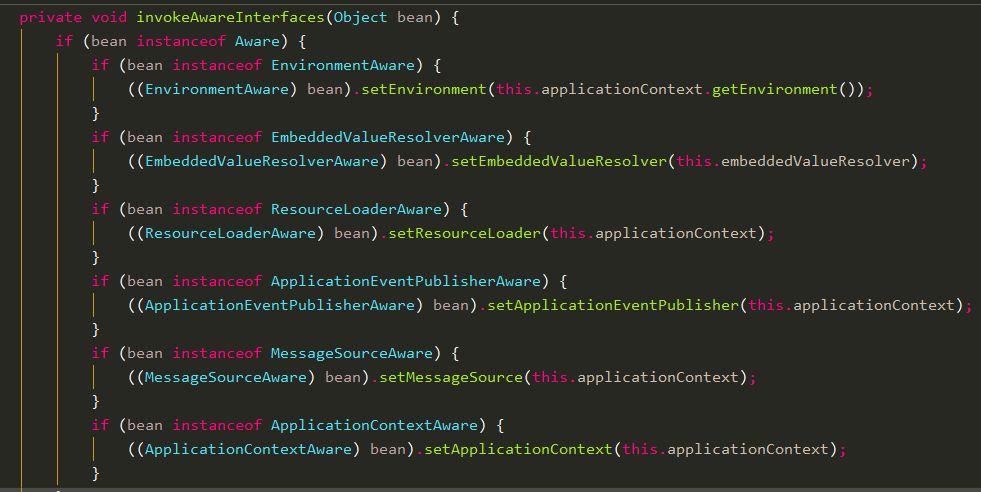 private void invokeAwareInterfaces(Object bean) {
if (bean instanceof Aware) {
if (bean instanceof EnvironmentAware) {
((EnvironmentAware) bean).setEnvironment(this.applicationContext.getEnvironment());
}
if (bean instanceof EmbeddedValueResolverAware) {
((EmbeddedValueResolverAware) bean).setEmbeddedValueResolver(this.embeddedValueResolver);
}
if (bean instanceof ResourceLoaderAware) {
((ResourceLoaderAware) bean).setResourceLoader(this.applicationContext);
}
if (bean instanceof ApplicationEventPublisherAware) {
((ApplicationEventPublisherAware) bean).setApplicationEventPublisher(this.applicationContext);
}
if (bean instanceof MessageSourceAware) {
((MessageSourceAware) bean).setMessageSource(this.applicationContext);
}
if (bean instanceof ApplicationContextAware) {
((ApplicationContextAware) bean).setApplicationContext(this.applicationContext);
}